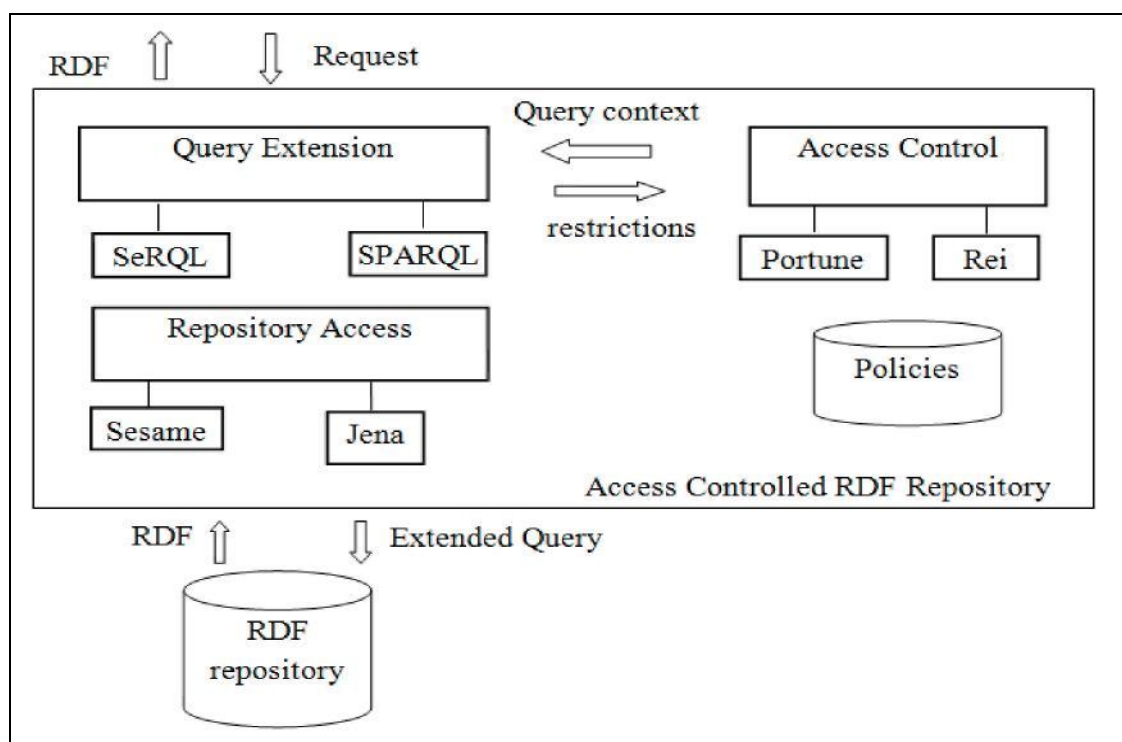 RDF
Request
Query context
Query Extension
Access Control
restrictions
SeRQL
SPARQL
Portune
Rei
Repository Access
Policies
Sesame
Jena
Access Controlled RDF Repository
RDF
Extended Query
RDF
repository